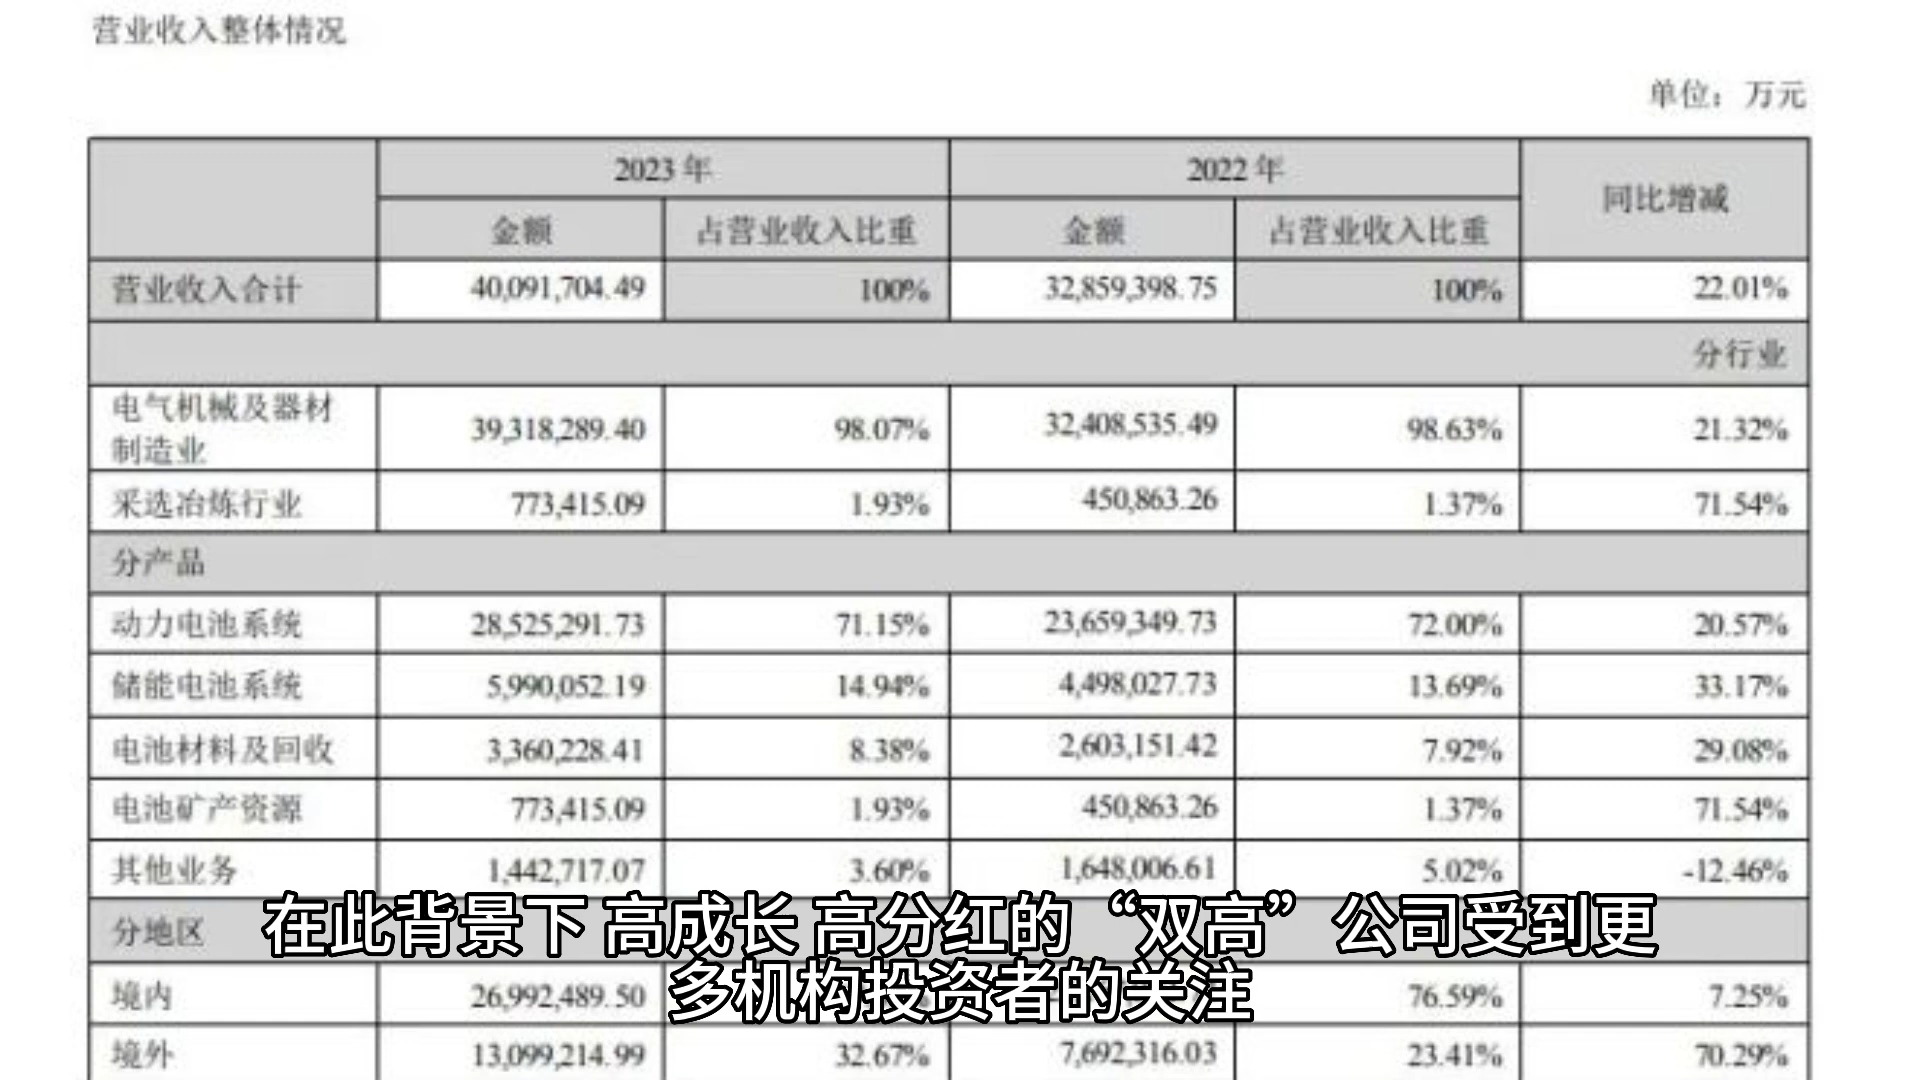 营业收入整体情况
单位：万元
2023 年 2022 年 同比增减
金额 占营业收入比重 金额 占营业收入比重
营业收入合计 40,091,704.49 100% 32,859,398.75 100% 22.01%
分行业
电气机械及器材
制造业 39,318,289.40 98.07% 32,408,535.49 98.63% 21.32%
采选冶炼行业 773,415.09 1.93% 450,863.26 1.37% 71.54%
分产品
动力电池系统 28,525,291.73 71.15% 23,659,349.73 72.00% 20.57%
储能电池系统 5,990,052.19 14.94% 4,498,027.73 13.69% 33.17%
电池材料及回收 3,360,228.41 8.38% 2,603,151.42 7.92% 29.08%
电池矿产资源 773,415.09 1.93% 450,863.26 1.37% 71.54%
其他业务 1,442,717.07 3.60% 1,648,006.61 5.02% -12.46%
分地区
境内 26,992,489.50 76.59% 7.25%
境外 13,099,214.99 32.67% 7,692,316.03 23.41% 70.29%
在此背景下 高成长 高分红的“双高”公司受到更
多机构投资者的关注